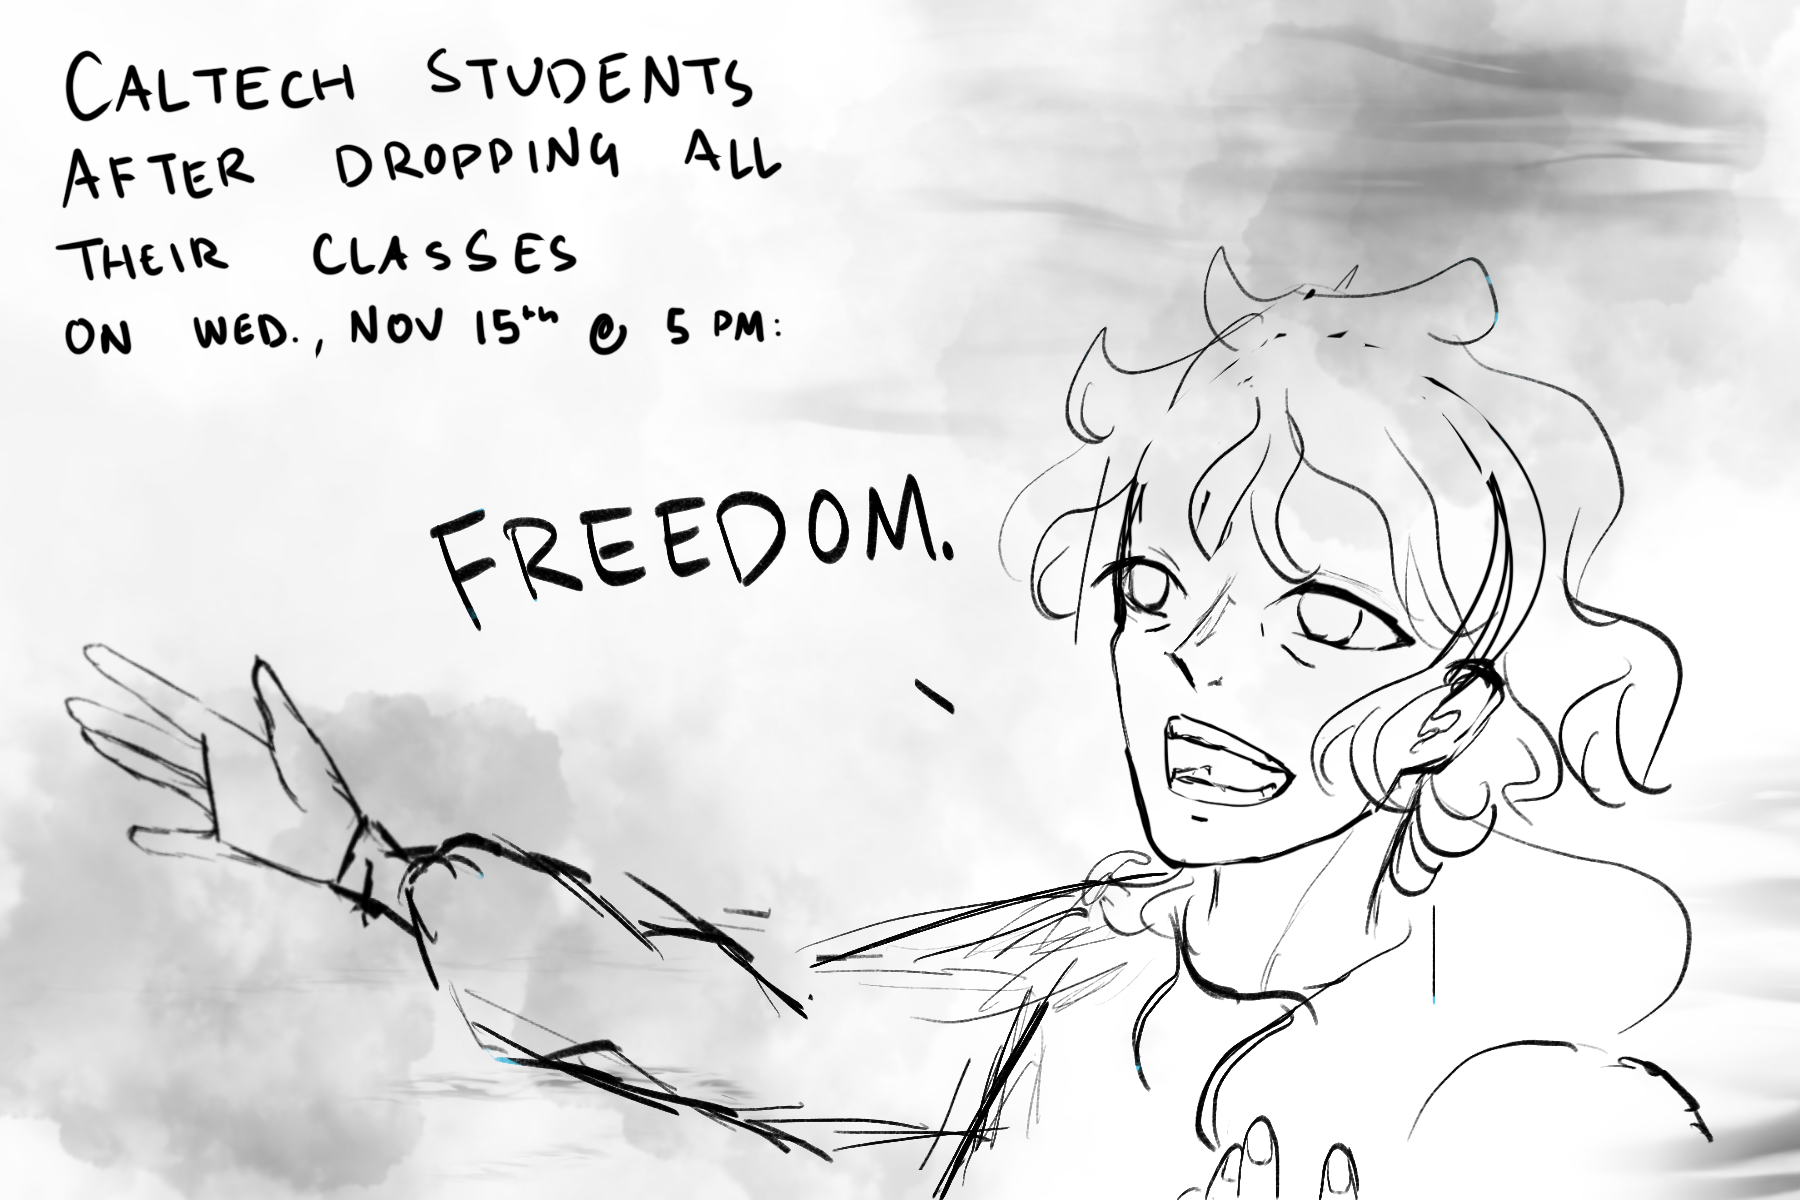 CALTECH STUDENTS
AFTER DROPPING ALL
THEIR CLASSES
ON WED., NOV 15th @ 5 PM:
FREEDOM.